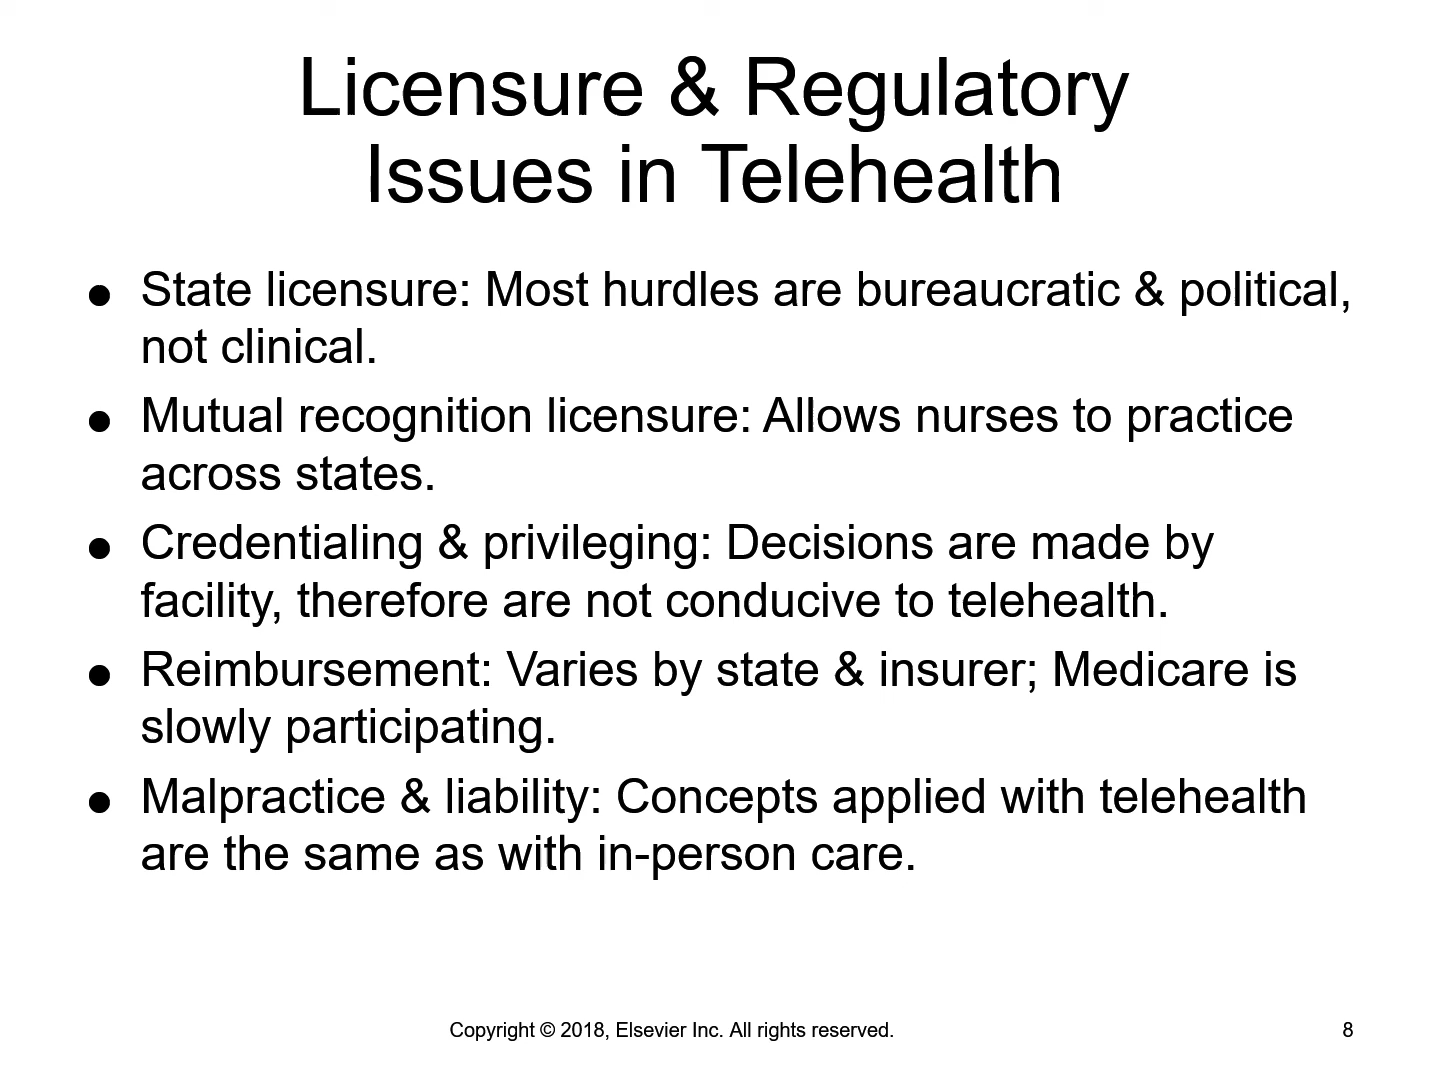 Licensure & Regulatory
Issues in Telehealth
● State licensure: Most hurdles are bureaucratic & political,
not clinical.
● Mutual recognition licensure: Allows nurses to practice
across states.
● Credentialing & privileging: Decisions are made by
facility, therefore are not conducive to telehealth.
● Reimbursement: Varies by state & insurer; Medicare is
slowly participating.
● Malpractice & liability: Concepts applied with telehealth
are the same as with in-person care.
Copyright © 2018, Elsevier Inc. All rights reserved.
8